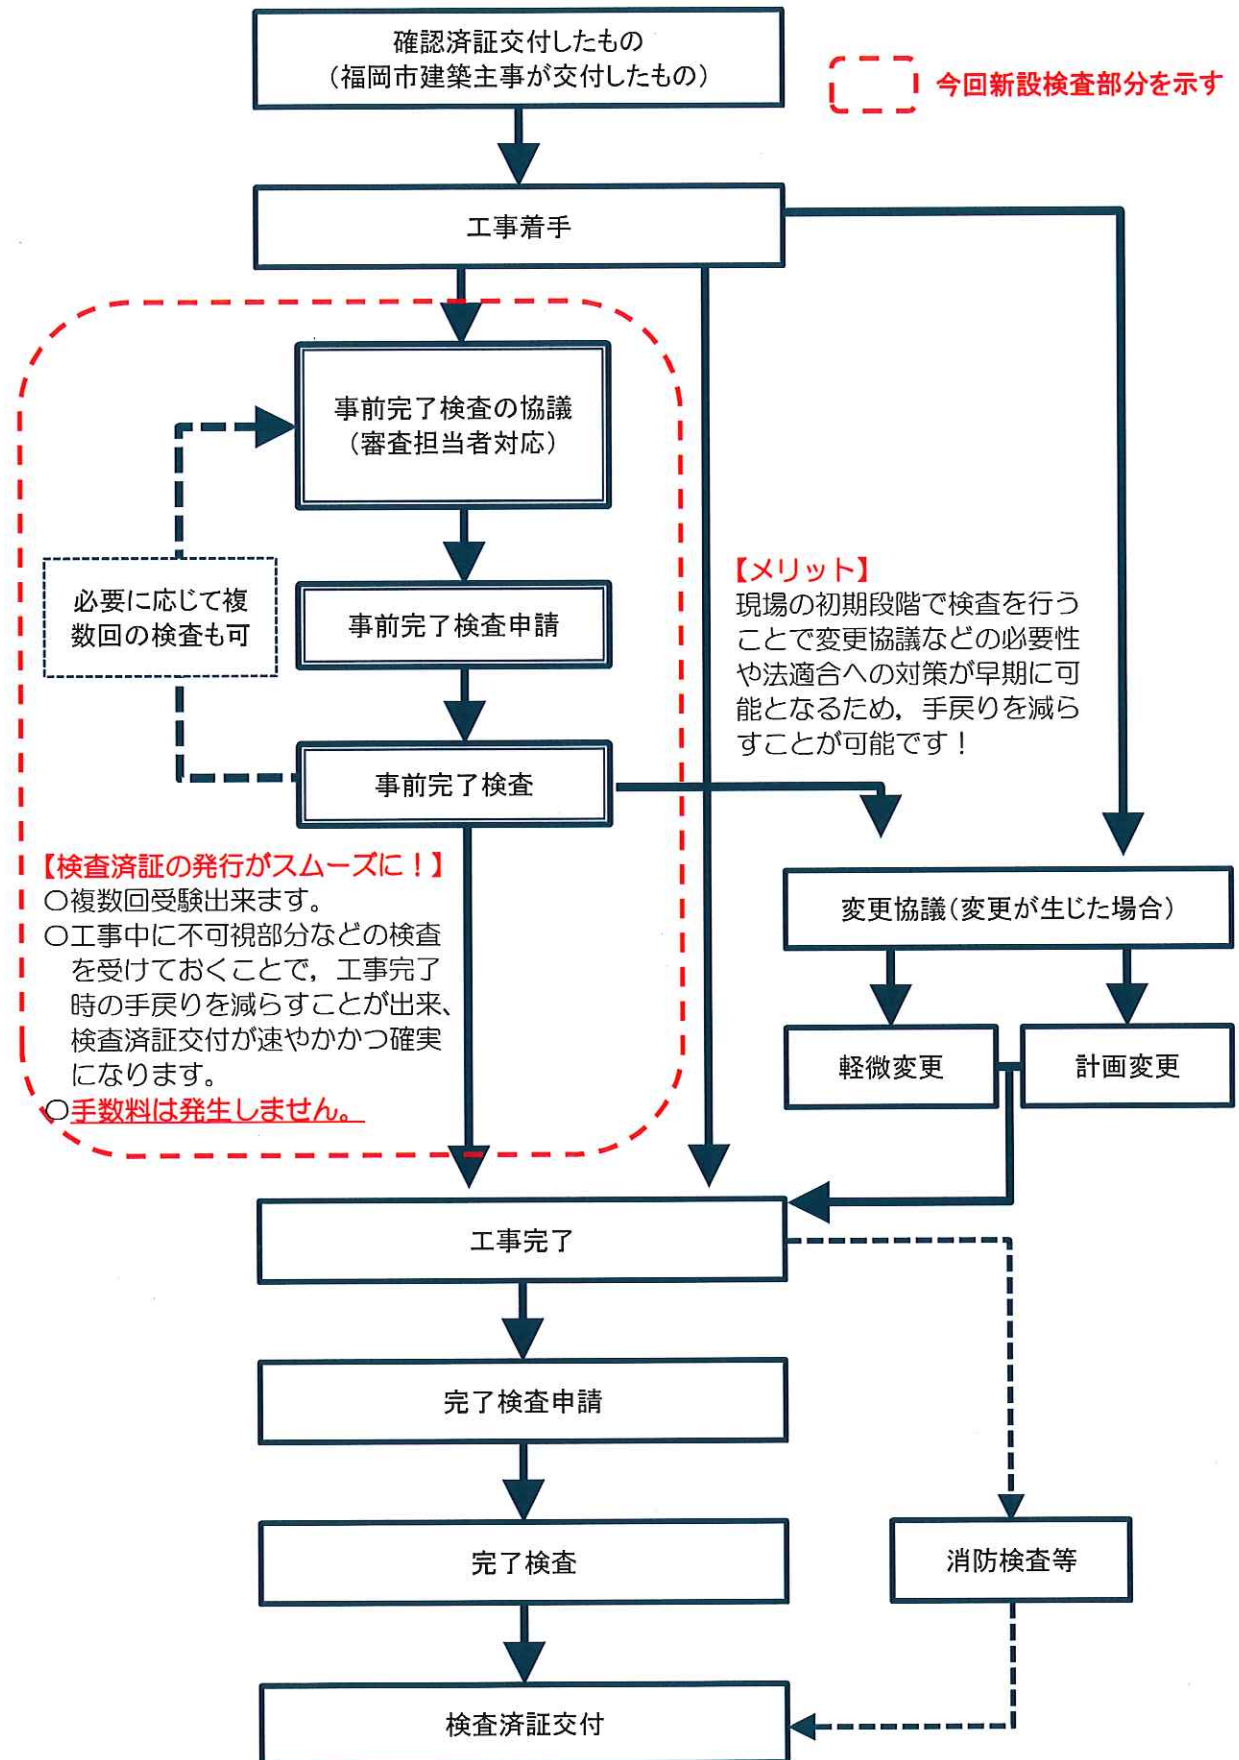 確認済証交付したもの
（福岡市建築主事が交付したもの）
今回新設検査部分を示す
工事着手
事前完了検査の協議
（審査担当者対応）
必要に応じて複
数回の検査も可
事前完了検査申請
事前完了検査
【メリット】
現場の初期段階で検査を行う
ことで変更協議などの必要性
や法適合への対策が早期に可
能となるため，手戻りを減ら
すことが可能です！
【検査済証の発行がスムーズに！】
○複数回受験出来ます。
○工事中に不可視部分などの検査
を受けておくことで，工事完了
時の手戻りを減らすことが出来、
検査済証交付が速やかかつ確実
になります。
○手数料は発生しません。
変更協議（変更が生じた場合）
軽微変更
計画変更
工事完了
完了検査申請
完了検査
消防検査等
検査済証交付